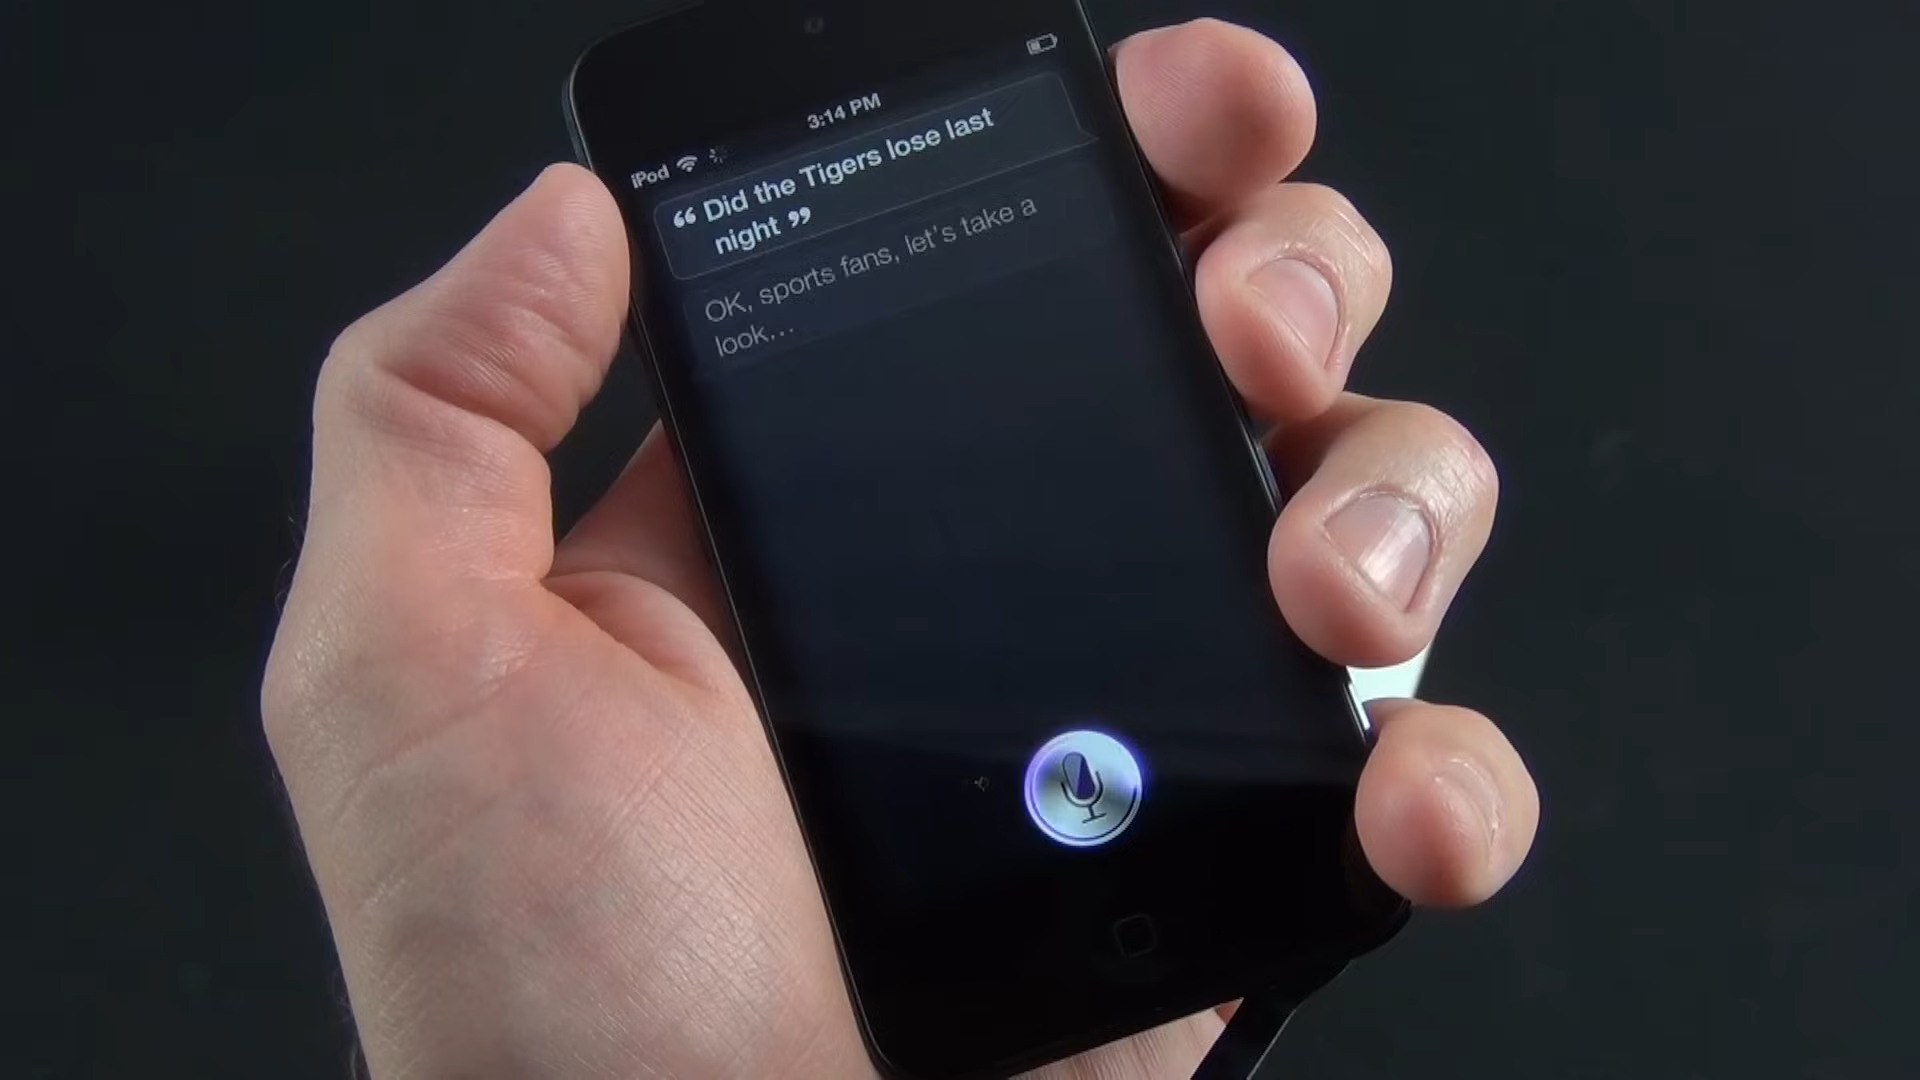 3:14 PM
iPod
“ Did the Tigers lose last
night ”
OK, sports fans, let's take a
look...